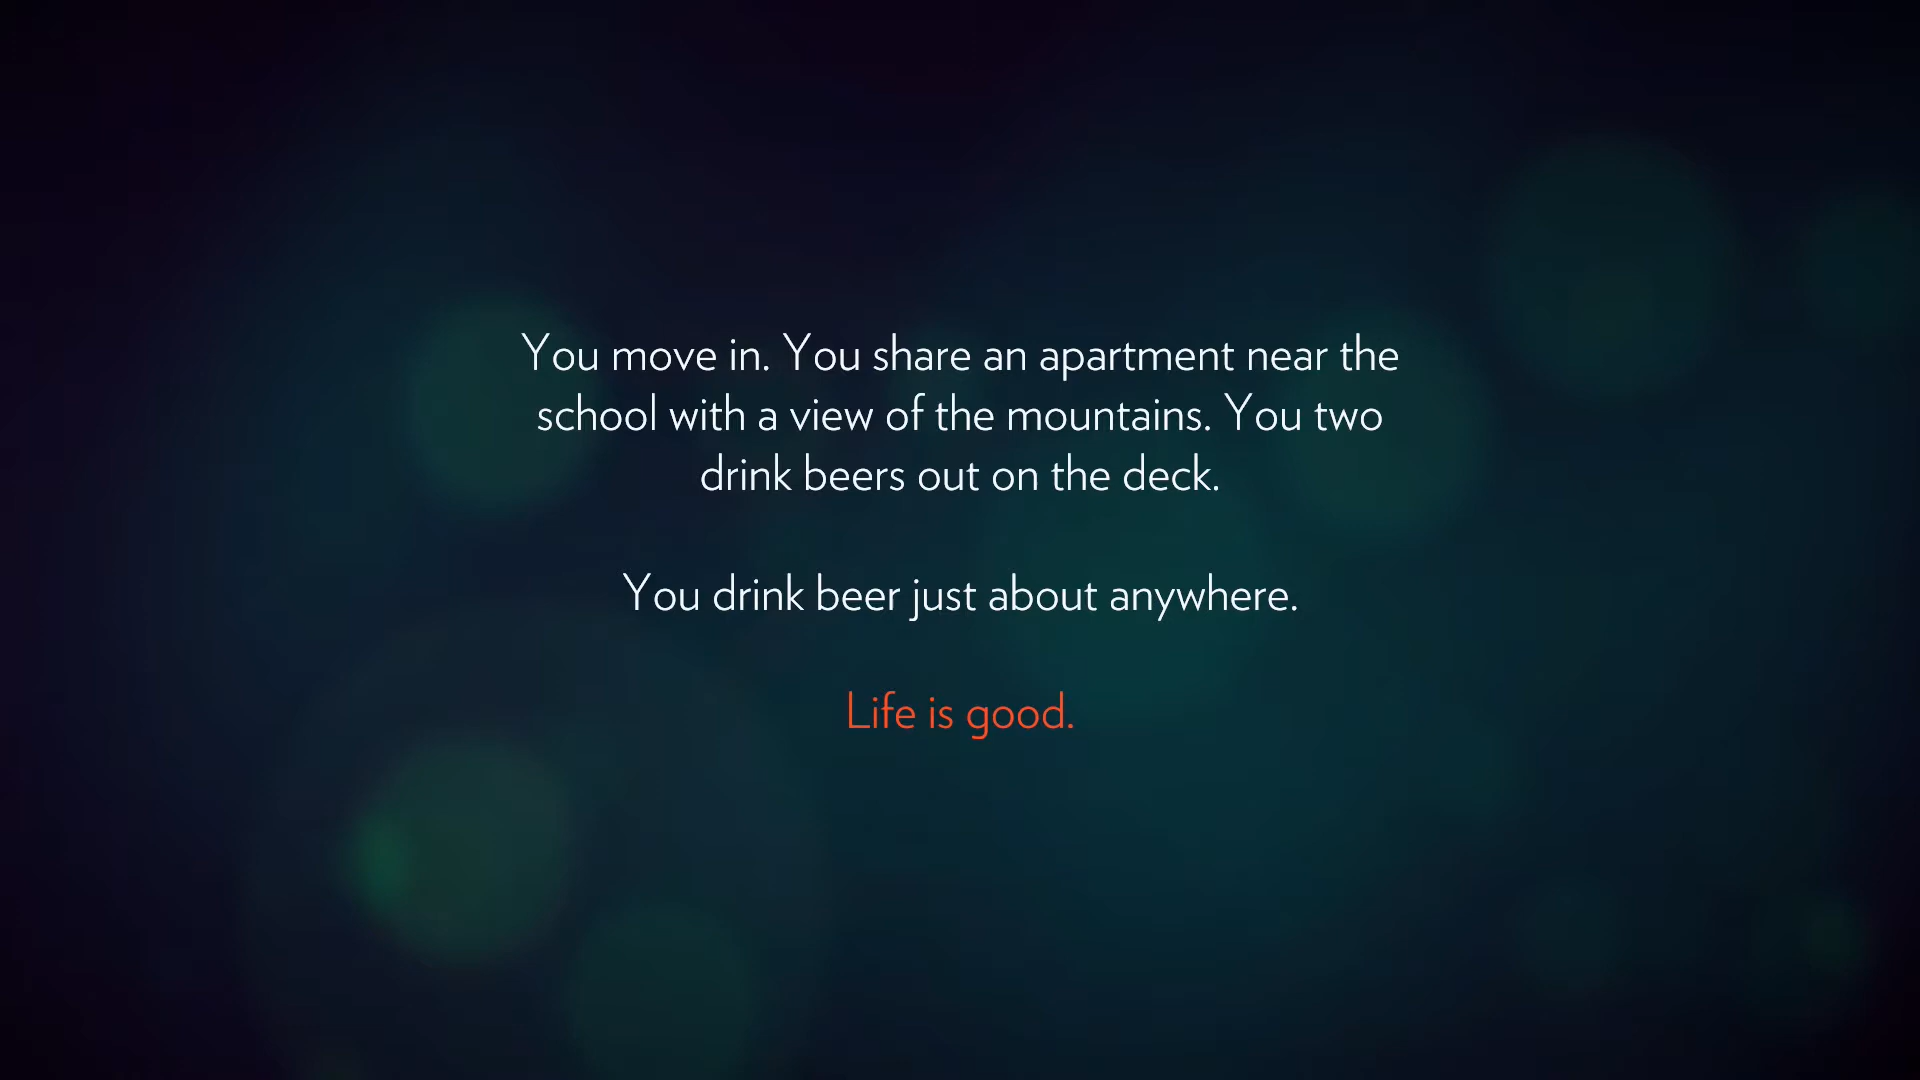 You move in. You share an apartment near the
school with a view of the mountains. You two
drink beers out on the deck.
You drink beer just about anywhere.
Life is good.